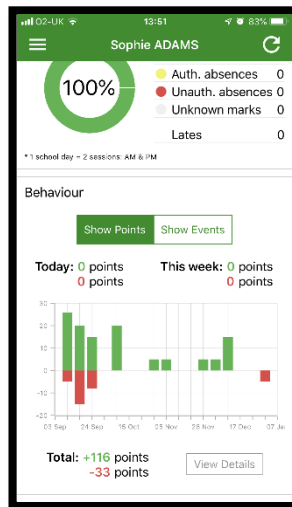 O2-UK 13:51 83%
Sophie ADAMS
100%
Auth. absences 0
Unauth. absences 0
Unknown marks 0
Lates 0
* 1 school day = 2 sessions: AM & PM
Behaviour
Show Points Show Events
Today: 0 points This week: 0 points
0 points 0 points
30
20
10
0
-10
-20
03 Sep 24 Sep 15 Oct 05 Nov 26 Nov 17 Dec 07 Ja
Total: +116 points
-33 points View Details